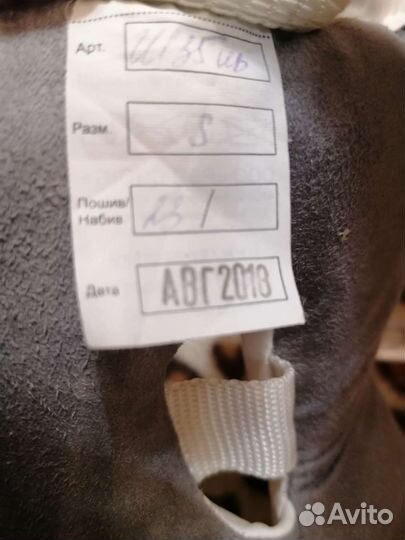 Арт.
Разм. S
Пошив/
Набив 23 /
Дата АВГ2018
Avito